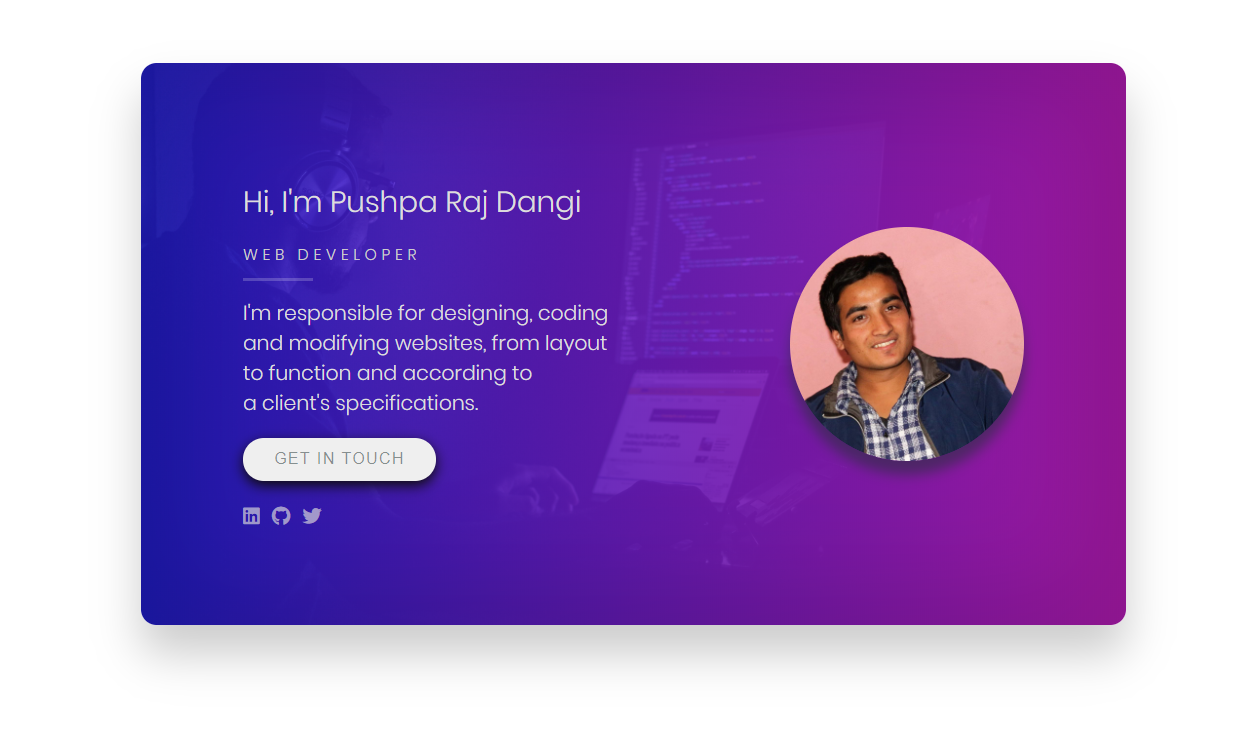 Hi, I'm Pushpa Raj Dangi
WEB DEVELOPER
I'm responsible for designing, coding
and modifying websites, from layout
to function and according to
a client's specifications.
GET IN TOUCH
in